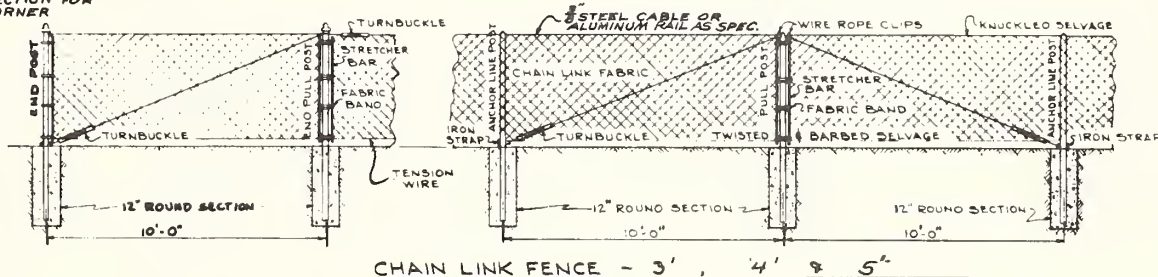 CORNER
TURNBUCKLE
STRETCHER
BAR
FABRIC
BAND
END POST
END PULL POST
TURNBUCKLE
TENSION
WIRE
12" ROUND SECTION
10'-0"
STEEL CABLE OR
ALUMINUM RAIL AS SPEC.
WIRE ROPE CLIPS
KNUCKLED SELVAGE
ANCHOR LINE POST
CHAIN LINK FABRIC
PULL POST
STRETCHER
BAR
FABRIC BAND
ANCHOR LINE POST
IRON
STRAP
TURNBUCKLE
TWISTED & BARBED SELVAGE
IRON STRAP
12" ROUND SECTION
12" ROUND SECTION
10'-0"
10'-0"
CHAIN LINK FENCE - 3', 4' & 5'